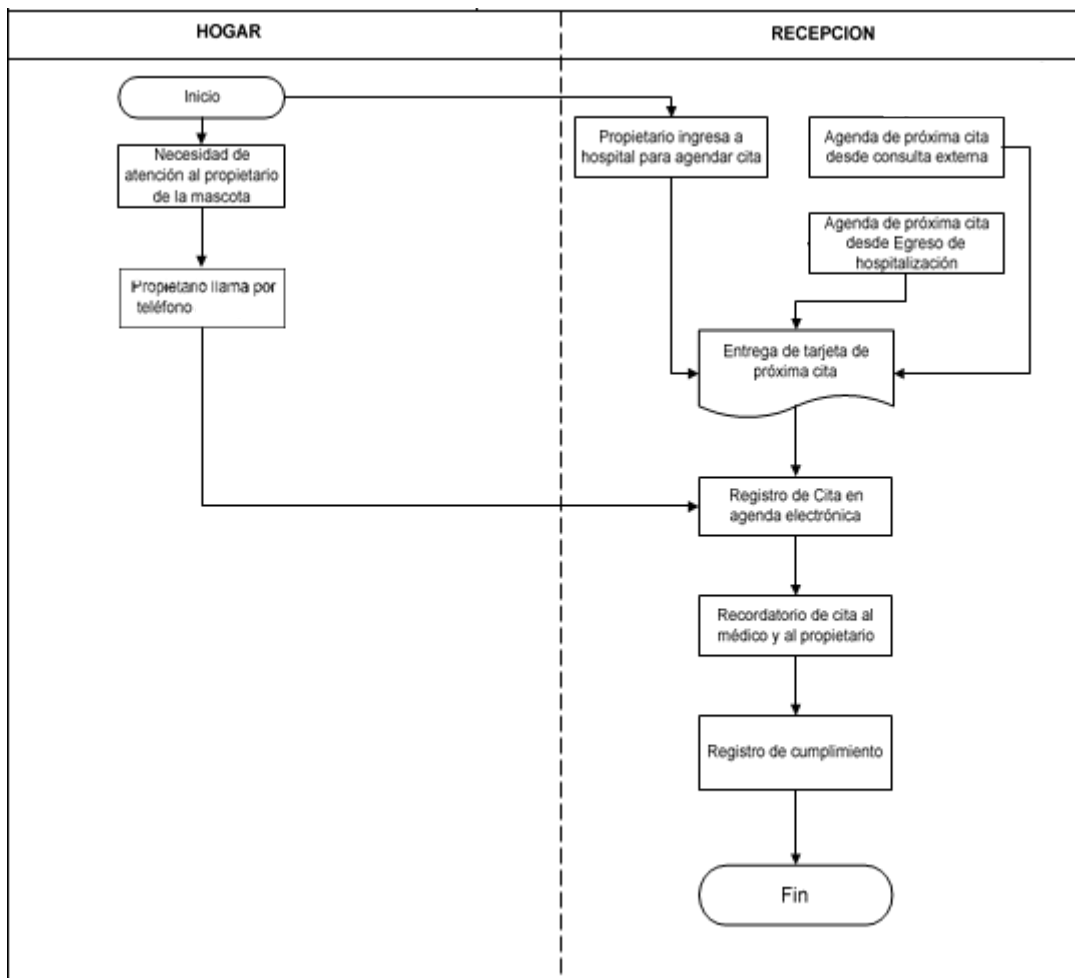 HOGAR
RECEPCION
Inicio
Necesidad de
atención al propietario
de la mascota
Propietario llama por
teléfono
Propietario ingresa a
hospital para agendar cita
Agenda de próxima cita
desde consulta externa
Agenda de próxima cita
desde Egreso de
hospitalización
Entrega de tarjeta de
próxima cita
Registro de Cita en
agenda electrónica
Recordatorio de cita al
médico y al propietario
Registro de cumplimiento
Fin